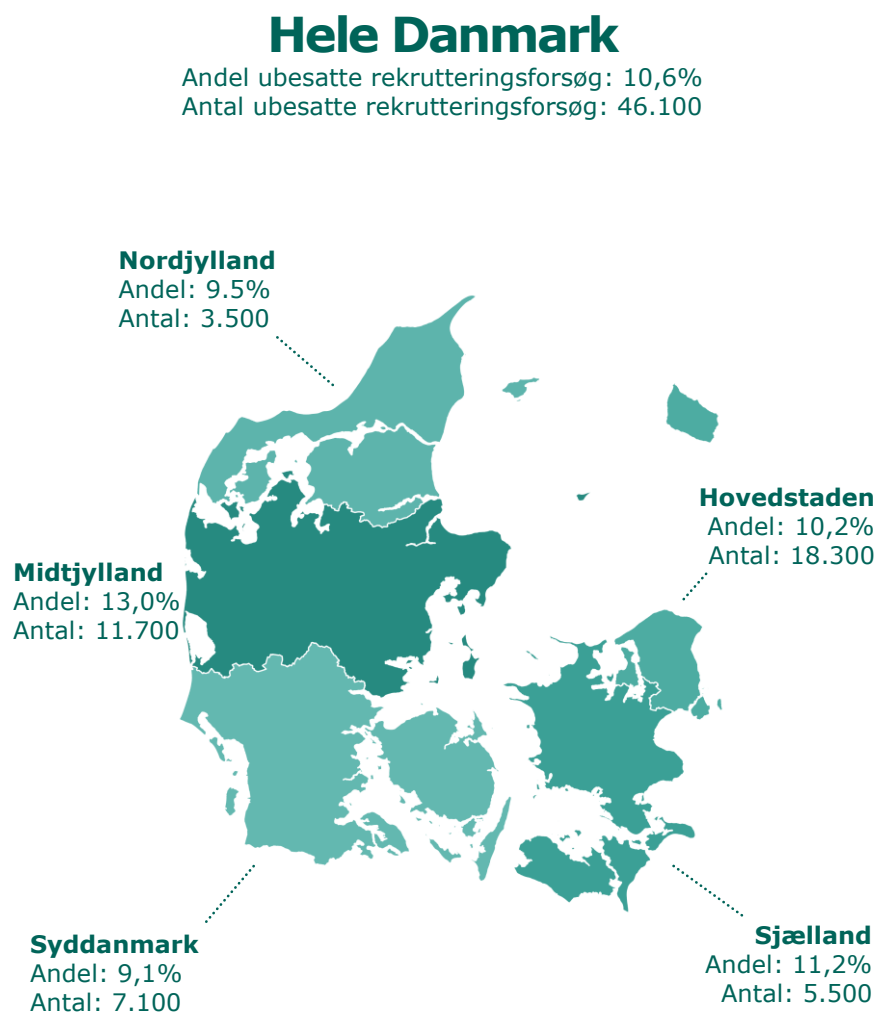 Hele Danmark
Andel ubesatte rekrutteringsforsøg: 10,6%
Antal ubesatte rekrutteringsforsøg: 46.100
Nordjylland
Andel: 9.5%
Antal: 3.500
Hovedstaden
Andel: 10,2%
Antal: 18.300
Midtjylland
Andel: 13,0%
Antal: 11.700
Syddanmark
Andel: 9,1%
Antal: 7.100
Sjælland
Andel: 11,2%
Antal: 5.500